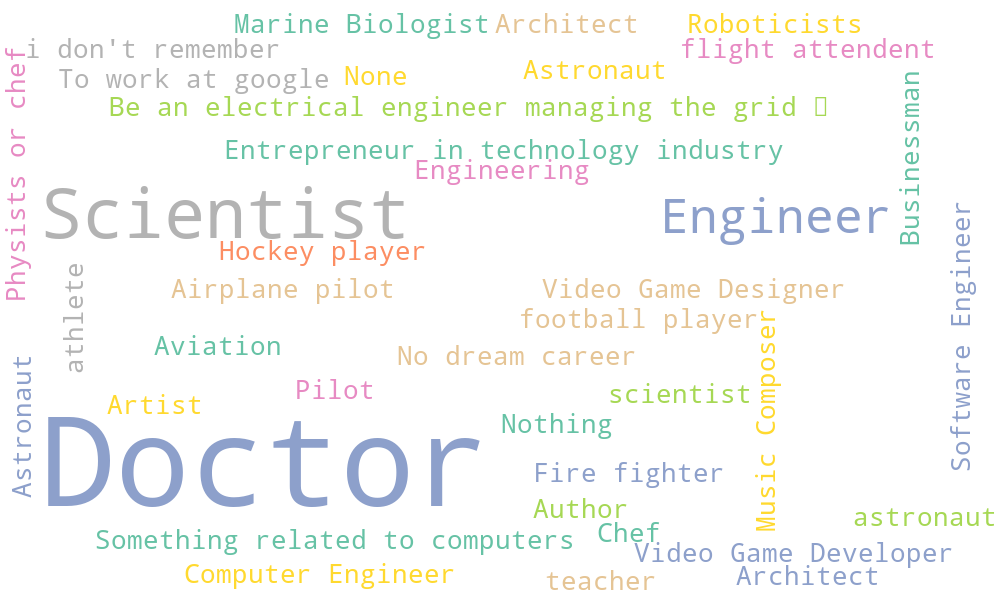 Marine Biologist
Architect
Roboticists
i don't remember
flight attendent
To work at google
None
Astronaut
Be an electrical engineer managing the grid
Physists or chef
Businessman
Entrepreneur in technology industry
Engineering
Scientist
Engineer
Hockey player
Software Engineer
athlete
Airplane pilot
Video Game Designer
football player
Music Composer
Aviation
No dream career
Astronaut
Pilot
scientist
Artist
Nothing
Doctor
Fire fighter
Author
astronaut
Chef
Something related to computers
Video Game Developer
Computer Engineer
teacher
Architect